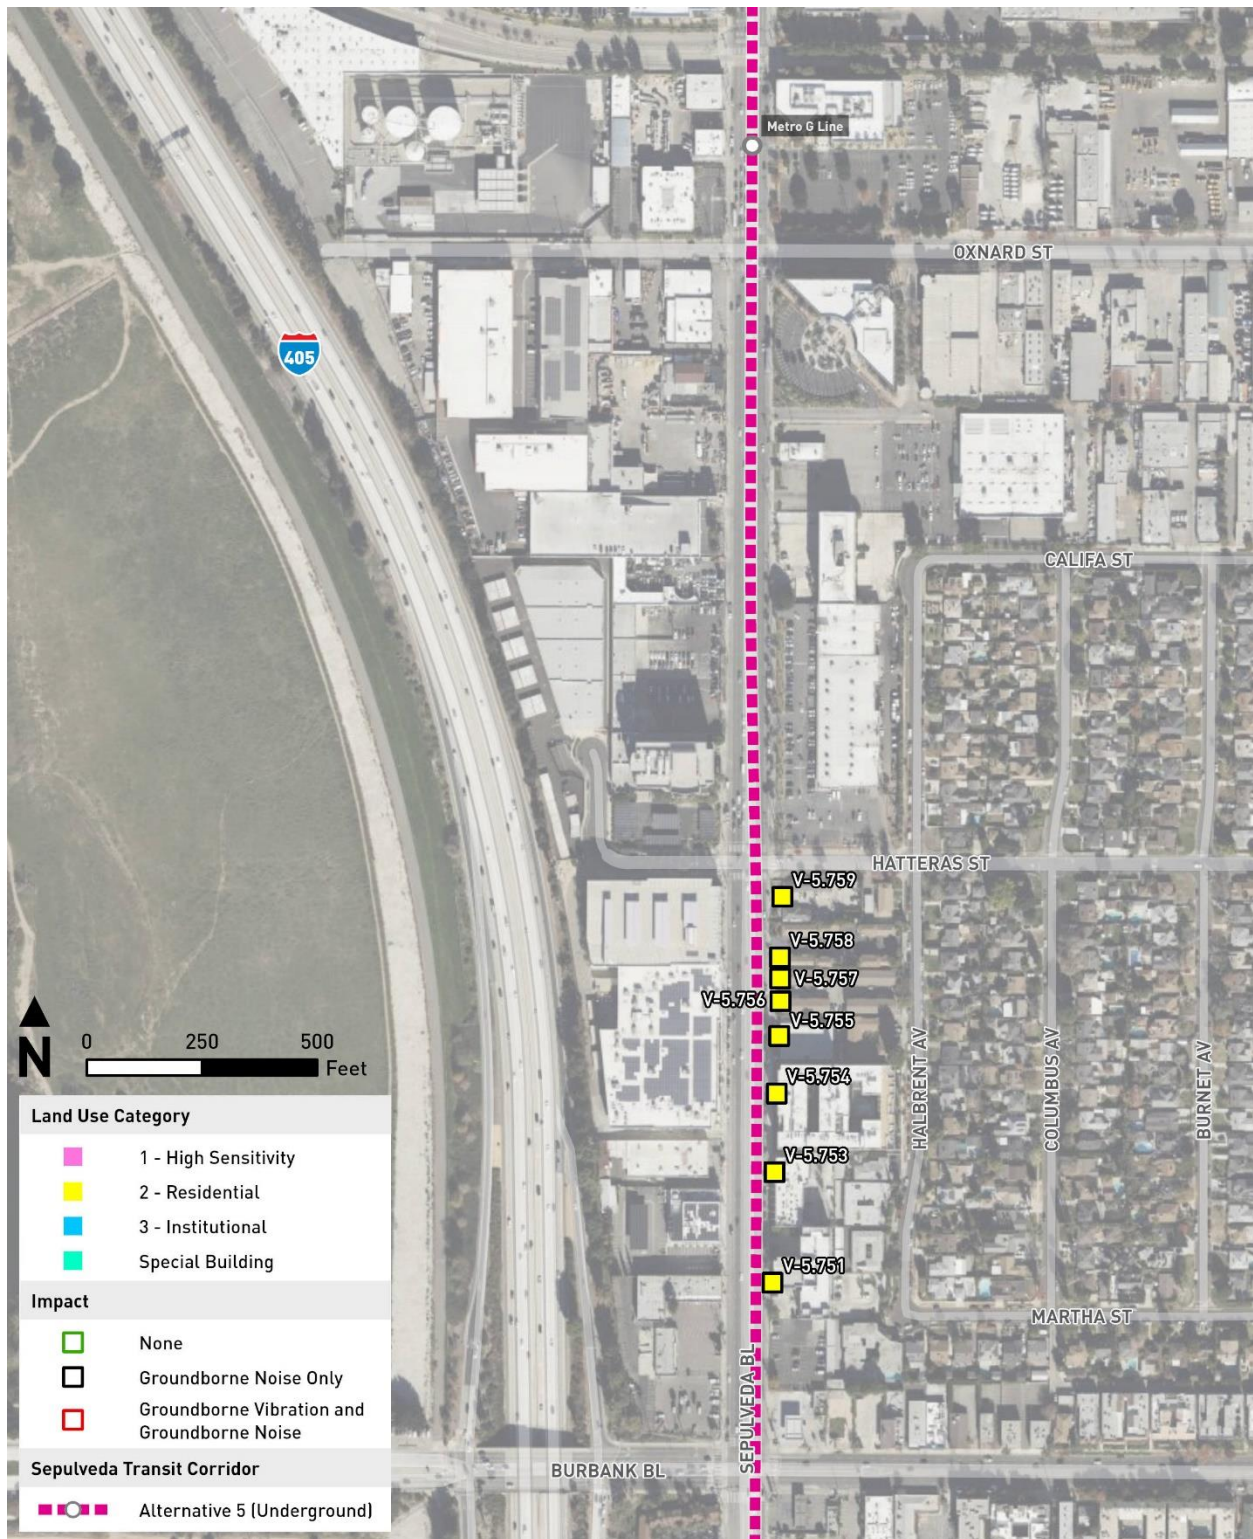 Metro G Line
OXNARD ST
405
CALIFA ST
HATTERAS ST
V-5.759
V-5.758
V-5.757
V-5.756
V-5.755
V-5.754
V-5.753
V-5.751
HALBRENT AV
COLUMBUS AV
BURNET AV
MARTHA ST
SEPULVEDA BL
BURBANK BL
N
0 250 500
Feet
Land Use Category
1 - High Sensitivity
2 - Residential
3 - Institutional
Special Building
Impact
None
Groundborne Noise Only
Groundborne Vibration and
Groundborne Noise
Sepulveda Transit Corridor
Alternative 5 (Underground)